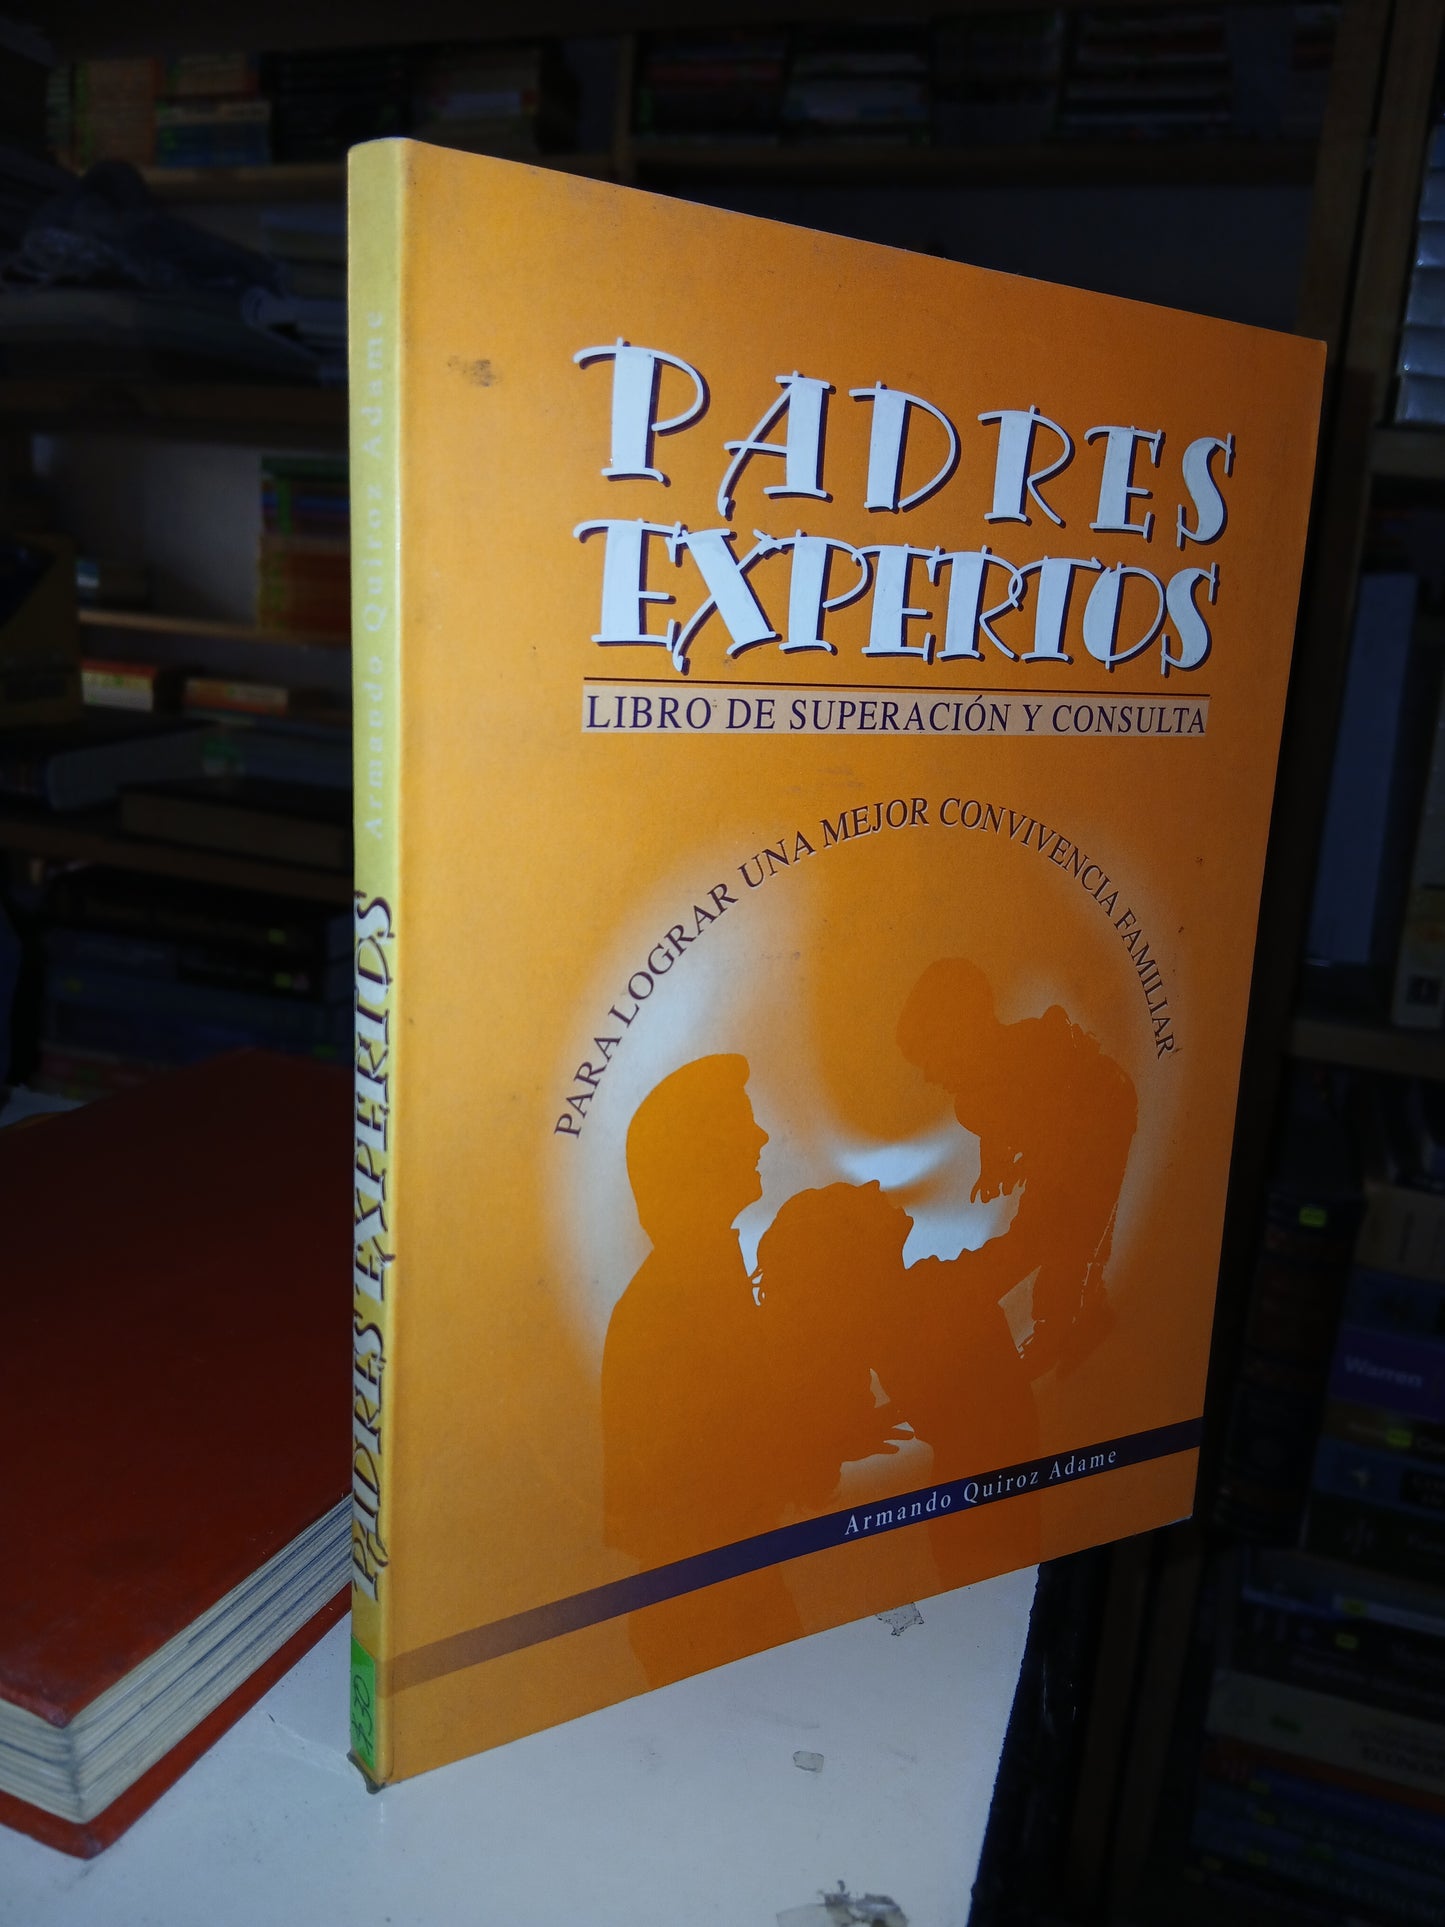 PADRES
EXPERTOS
LIBRO DE SUPERACIÓN Y CONSULTA
PARA LOGRAR UNA MEJOR CONVIVENCIA FAMILIAR
Armando Quiroz Adame
PADRES EXPERTOS Armando Quiroz Adame
Warren